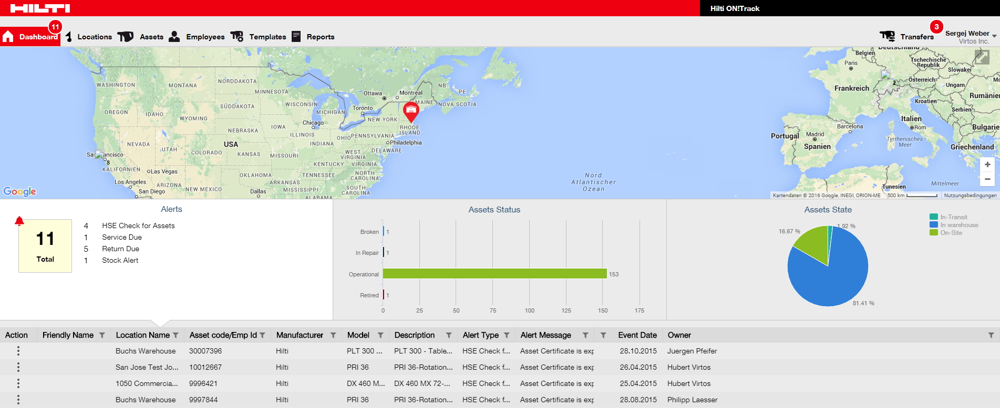 HILTI
Hilti ON!Track
11
3
Dashboard
Locations
Assets
Employees
Templates
Reports
Transfers
Sergej Weber
Virtos Inc.
WASHINGTON
MONTANA
NORDDAKOTA
MINNESOTA
OREGON
IDAHO
WYOMING
SÜDDAKOTA
WISCONSIN
MICHIGAN
Ottawa
Montreal
NB
PE
MAINE
NOVA SCOTIA
Toronto
NEW YORK
Chicago
RHODE
ISLAND
NEBRASKA
IOWA
ILLINOIS
INDIANA
OHIO
PENNSYLVANIA
Philadelphia
NEVADA
UTAH
USA
COLORADO
KANSAS
MISSOURI
WEST
VIRGINIA
DELAWARE
KENTUCKY
VIRGINIA
8
KALIFORNIEN
Las Vegas
OKLAHOMA
TENNESSEE
NORTH
CAROLINA
Los Angeles
ARIZONA
NEW MEXICO
ARKANSAS
MISSISSIPPI
SOUTH
CAROLINA
San Diego
Dallas
ALABAMA
Google
Nord
Atlantischer
Ozean
Deutschland
Belgien
Paris
Tschechische
Republik
Slowakei
2
Österreich
Frankreich
Ungarn
Kroatien
Rumänier
Serbien
Italien
Rom
Barcelona
Bulgarie
Portugal
Madrid
Spanien
Tyrrhenisches
Meer
Griechenland
+
−
Tunesien
Mittelmeer
Kartendaten © 2016 Google, INEGI, ORION-ME
500 km
Nutzungsbedingungen
Alerts
11
Total
4 HSE Check for Assets
1 Service Due
5 Return Due
1 Stock Alert
Assets Status
Broken 1
In Repair 1
Operational 153
Retired 1
0 25 50 75 100 125 150 175
Assets State
In-Transit
In warehouse
On-Site
1.92 %
16.67 %
81.41 %
Action Friendly Name Location Name Asset code/Emp Id Manufacturer Model Description Alert Type Alert Message Event Date Owner
Buchs Warehouse 30007396 Hilti PLT 300 ... PLT 300 - Table... HSE Check f... Asset Certificate is exp 28.10.2015 Juergen Pfeifer
San Jose Test Jo... 10012667 Hilti PRI 36 PRI 36-Rotation... HSE Check f... Asset Certificate is exp 26.04.2015 Hubert Virtos
1050 Commercia... 9996421 Hilti DX 460 M... DX 460 MX 72-... HSE Check f... Asset Certificate is exp 25.04.2015 Hubert Virtos
Buchs Warehouse 9997844 Hilti PRI 36 PRI 36-Rotation... HSE Check f... Asset Certificate is exp 28.08.2015 Philipp Laesser